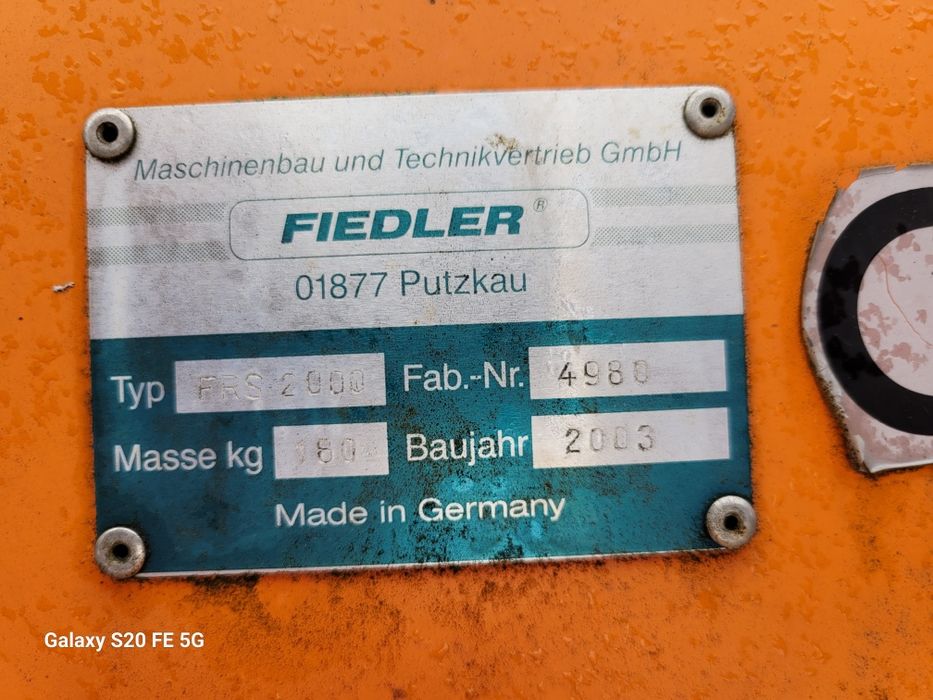 Maschinenbau und Technikvertrieb GmbH
FIEDLER®
01877 Putzkau
Typ FRS 2000 Fab.-Nr. 4980
Masse kg 180 Baujahr 2003
Made in Germany
Galaxy S20 FE 5G